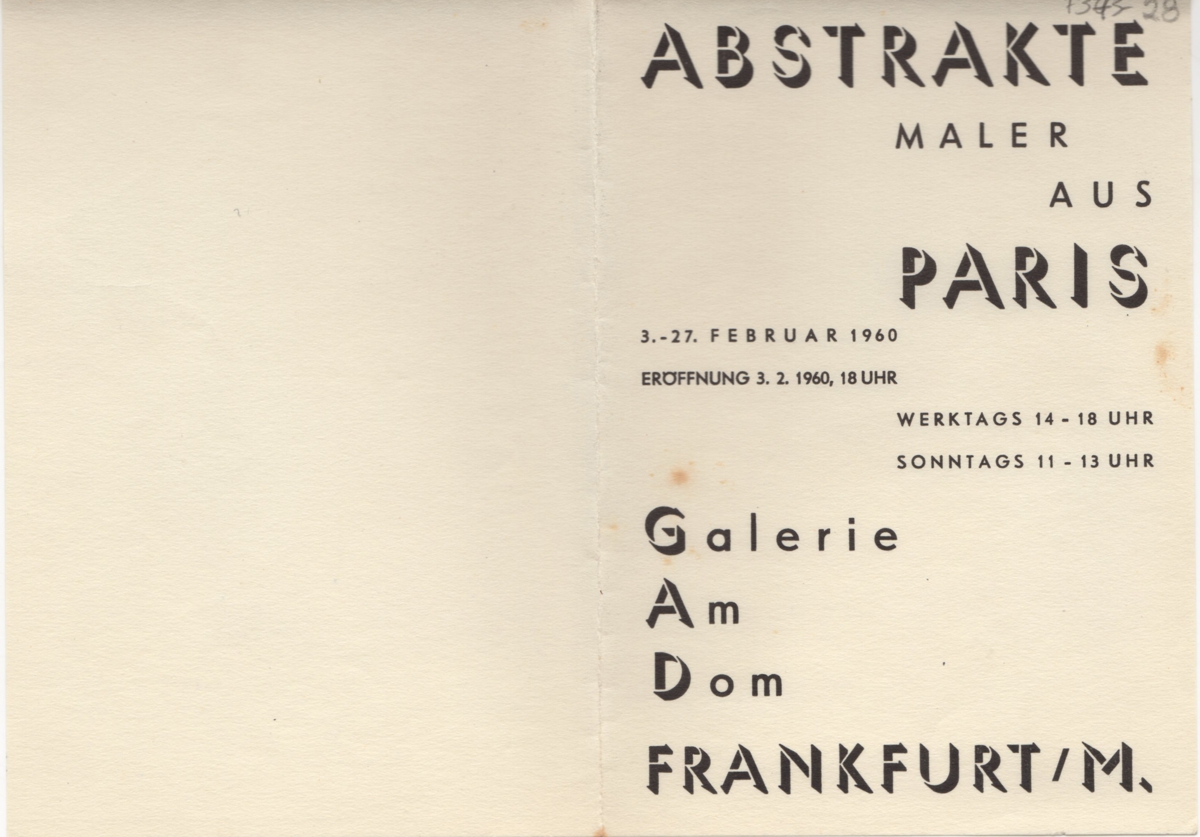 28
ABSTRAKTE
MALER
AUS
PARIS
3.-27. FEBRUAR 1960
ERÖFFNUNG 3. 2. 1960, 18 UHR
WERKTAGS 14 - 18 UHR
SONNTAGS 11 - 13 UHR
Galerie
Am
Dom
FRANKFURT/M.